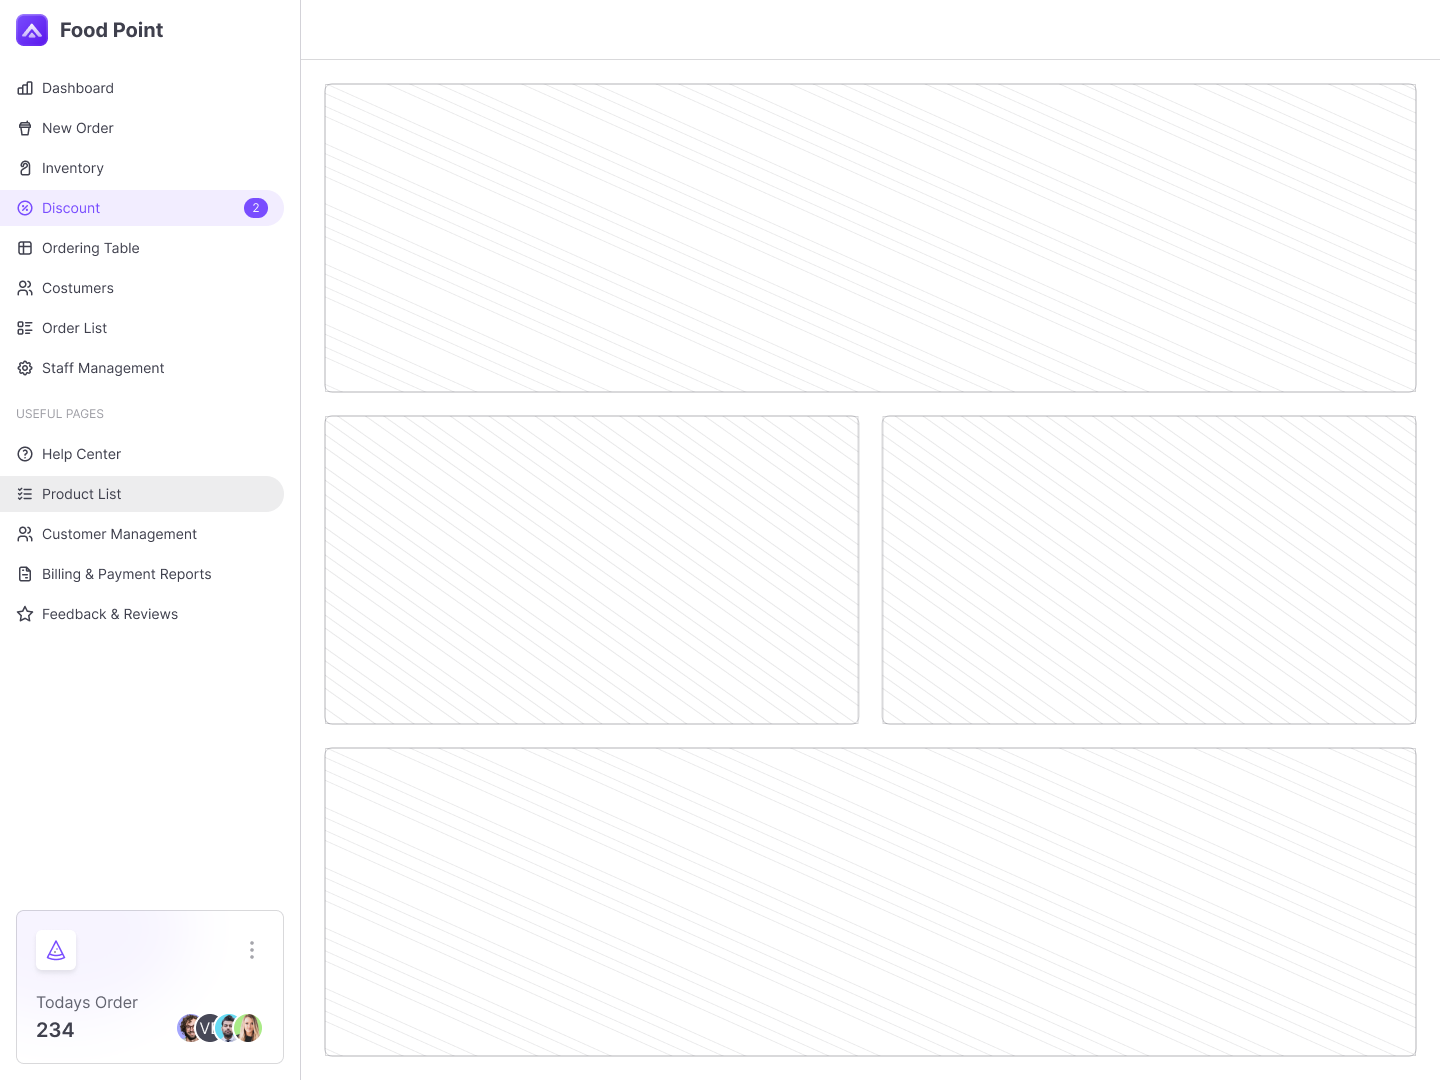 Food Point
Dashboard
New Order
Inventory
Discount 2
Ordering Table
Costumers
Order List
Staff Management
USEFUL PAGES
Help Center
Product List
Customer Management
Billing & Payment Reports
Feedback & Reviews
Todays Order
234